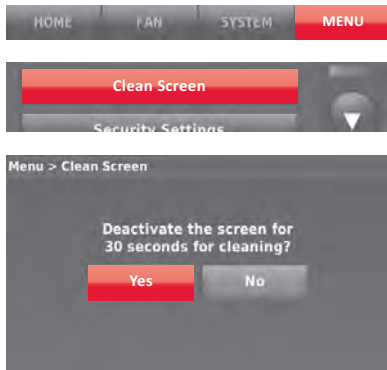 HOME FAN SYSTEM MENU
Clean Screen
Security Settings
Menu > Clean Screen
Deactivate the screen for
30 seconds for cleaning?
Yes No